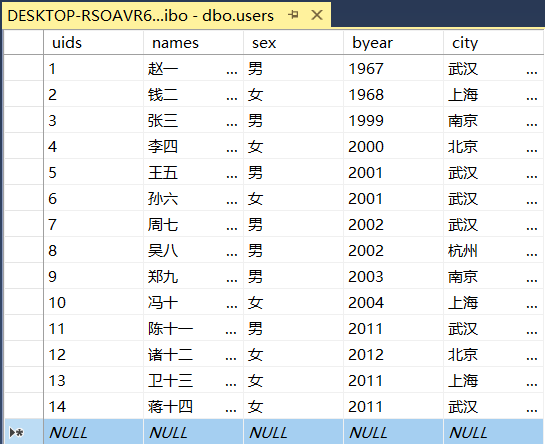 DESKTOP-RSOAVR6...ibo - dbo.users
uids names sex byear city
1 赵一 ... 男 1967 武汉 ...
2 钱二 ... 女 1968 上海 ...
3 张三 ... 男 1999 南京 ...
4 李四 ... 女 2000 北京 ...
5 王五 ... 男 2001 武汉 ...
6 孙六 ... 女 2001 武汉 ...
7 周七 ... 男 2002 武汉 ...
8 吴八 ... 男 2002 杭州 ...
9 郑九 ... 男 2003 南京 ...
10 冯十 ... 女 2004 上海 ...
11 陈十一 ... 男 2011 武汉 ...
12 诸十二 ... 女 2012 北京 ...
13 卫十三 ... 女 2011 上海 ...
14 蒋十四 ... 女 2011 武汉 ...
NULL NULL NULL NULL NULL